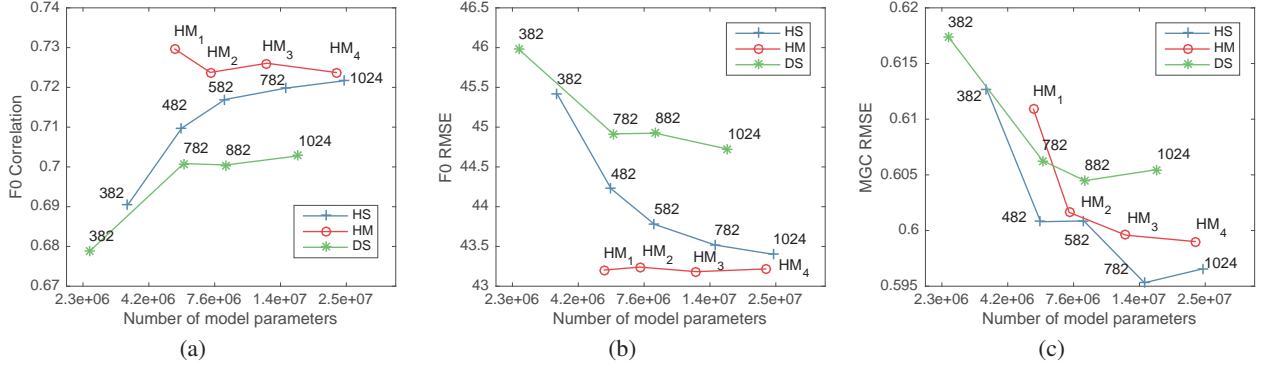 0.74
0.73
0.72
0.71
0.7
0.69
0.68
0.67
F0 Correlation
HM1
HM2
HM3
HM4
382
482
582
782
1024
382
782
882
1024
HS
HM
DS
2.3e+06 4.2e+06 7.6e+06 1.4e+07 2.5e+07
Number of model parameters
(a)
46.5
46
45.5
45
44.5
44
43.5
43
F0 RMSE
HS
HM
DS
382
782
882
1024
382
482
582
782
1024
HM1
HM2
HM3
HM4
2.3e+06 4.2e+06 7.6e+06 1.4e+07 2.5e+07
Number of model parameters
(b)
0.62
0.615
0.61
0.605
0.6
0.595
MGC RMSE
HS
HM
DS
382
782
882
1024
382
482
582
782
1024
HM1
HM2
HM3
HM4
2.3e+06 4.2e+06 7.6e+06 1.4e+07 2.5e+07
Number of model parameters
(c)